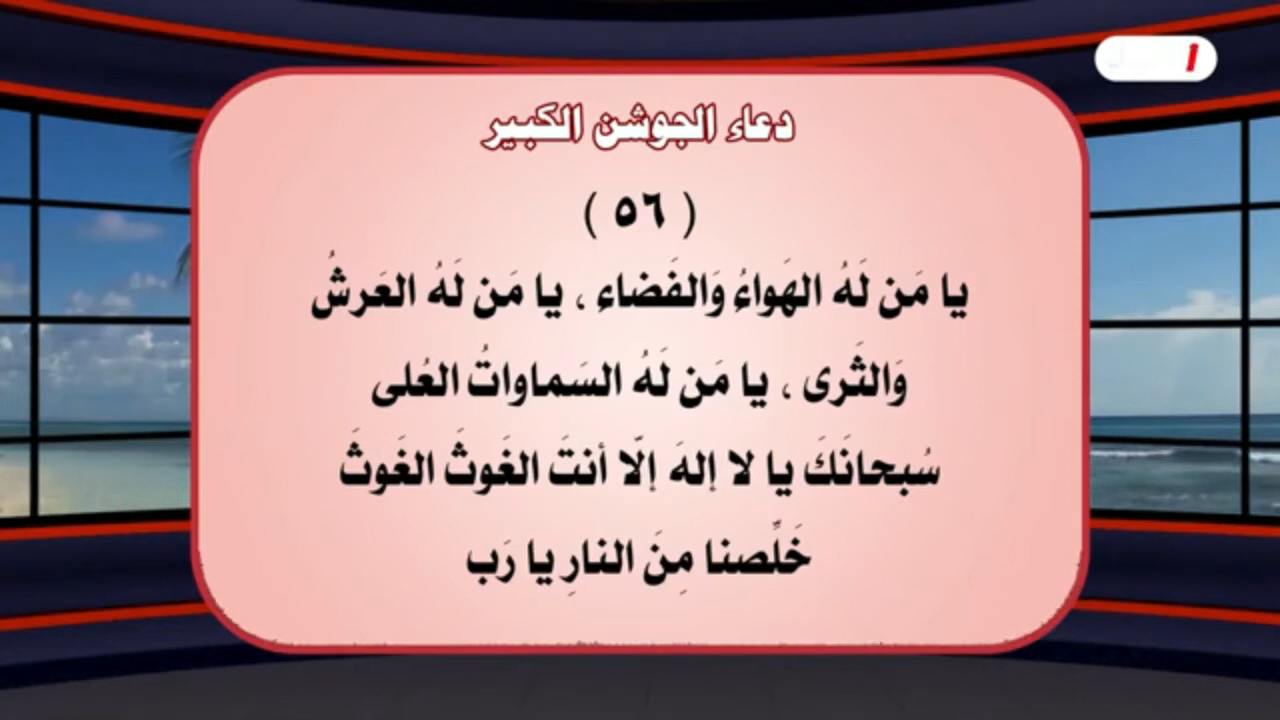 دعاء الجوشن الكبير
( ٥٦ )
يا مَن لَهُ الهَواءُ وَالفَضاءِ ، يا مَن لَهُ العَرشُ
وَالثَرى ، يا مَن لَهُ السَماواتُ العُلى
سُبحانَكَ يا لا إلهَ إلّا أنتَ الغَوثَ الغَوثَ
خَلِّصنا مِنَ النارِ يا رَب